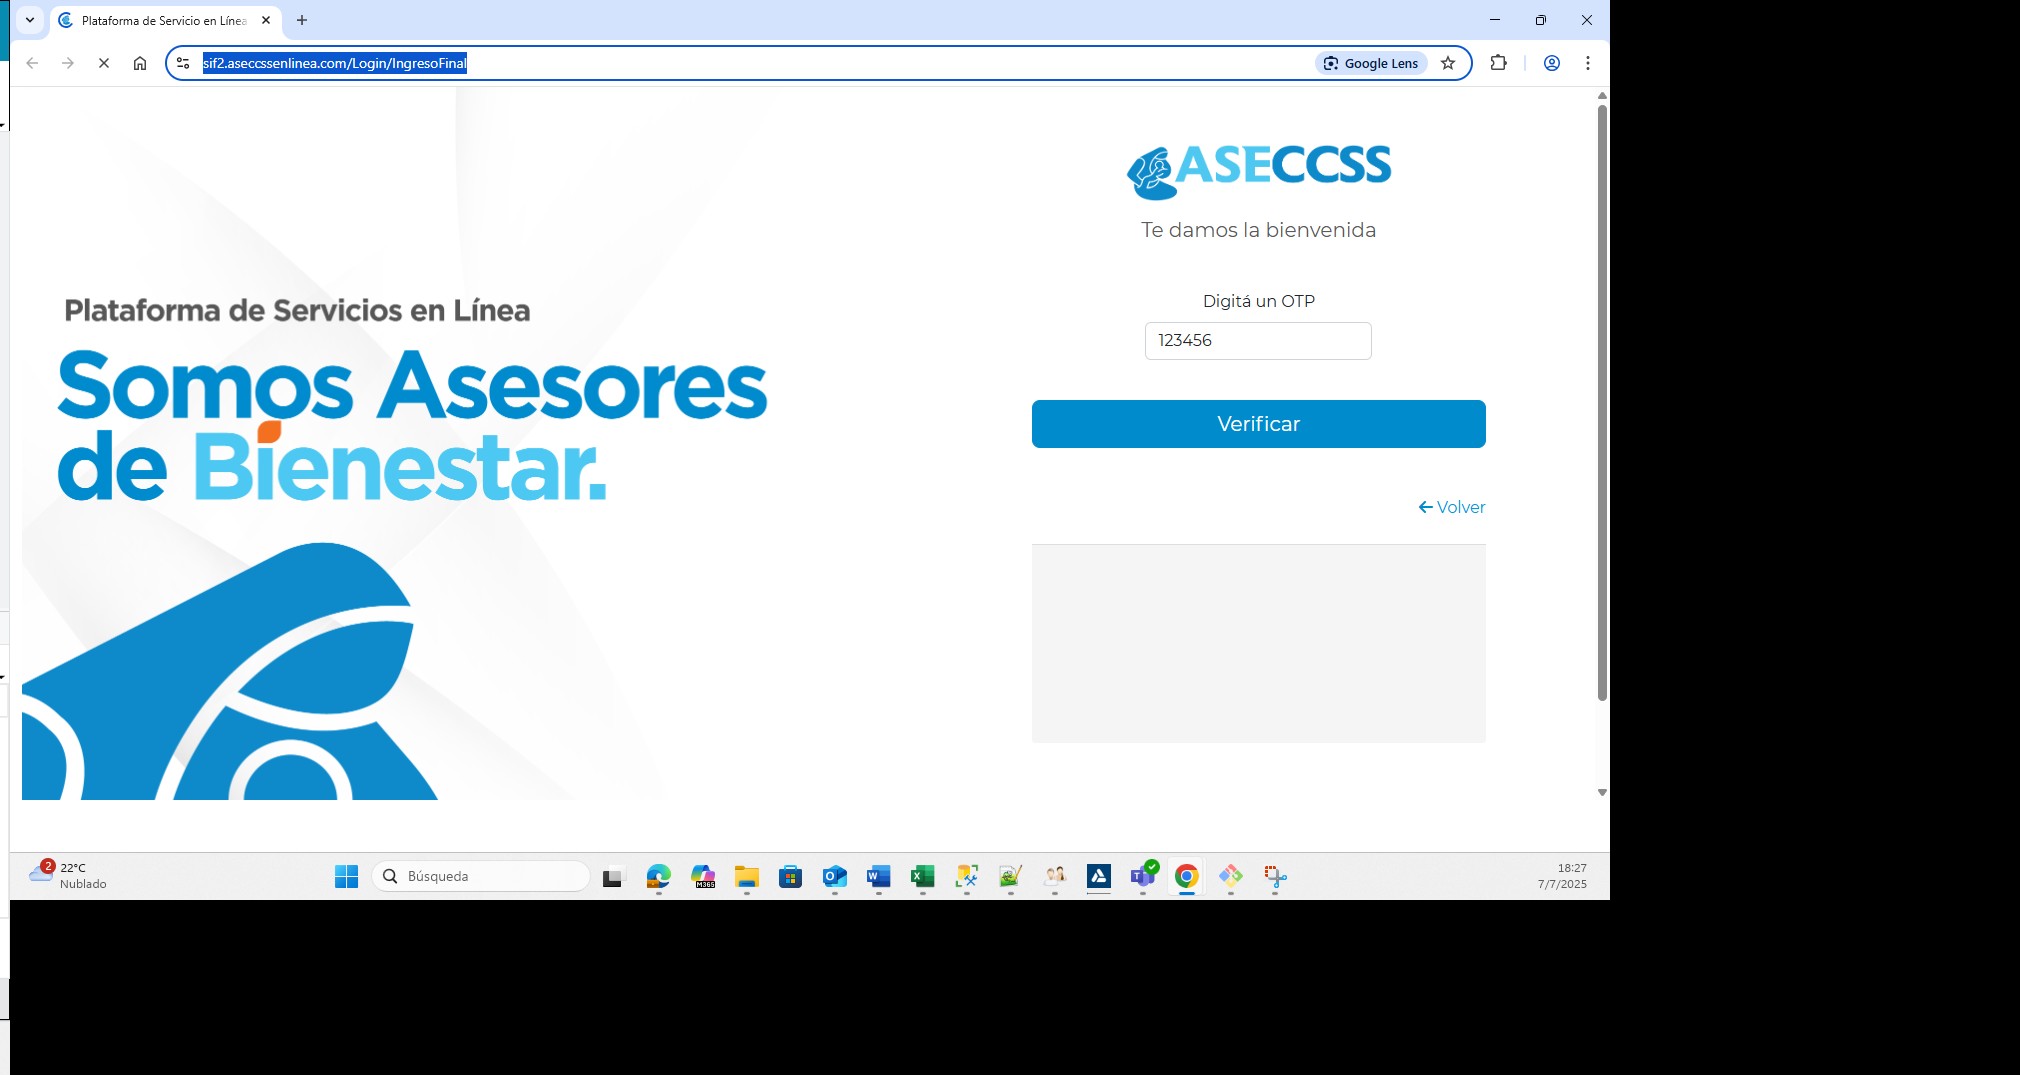 Plataforma de Servicio en Línea
sif2.aseccssenlinea.com/Login/IngresoFinal
Google Lens
ASECCSS
Te damos la bienvenida
Digitá un OTP
123456
Verificar
Volver
Plataforma de Servicios en Línea
Somos Asesores
de Bienestar.
2
22°C
Nublado
Búsqueda
M365
18:27
7/7/2025